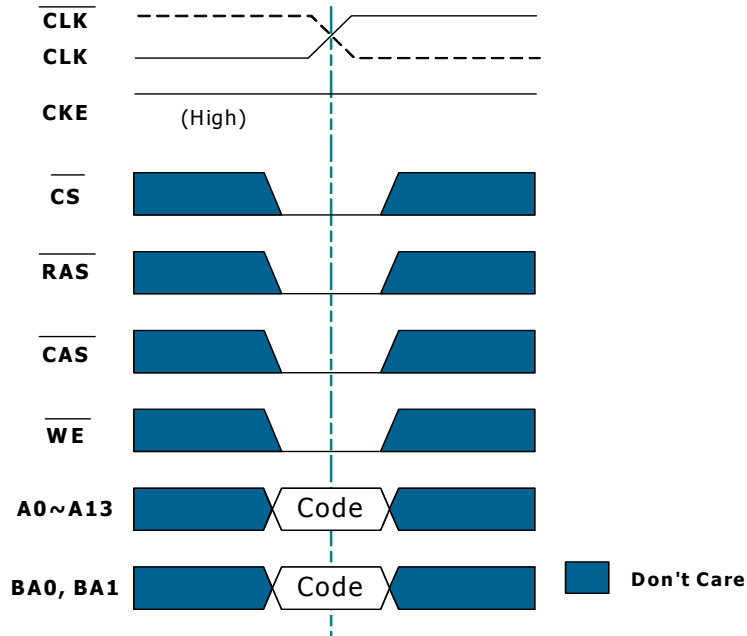 CLK
CLK
CKE
(High)
CS
RAS
CAS
WE
A0~A13
Code
BA0, BA1
Code
Don't Care